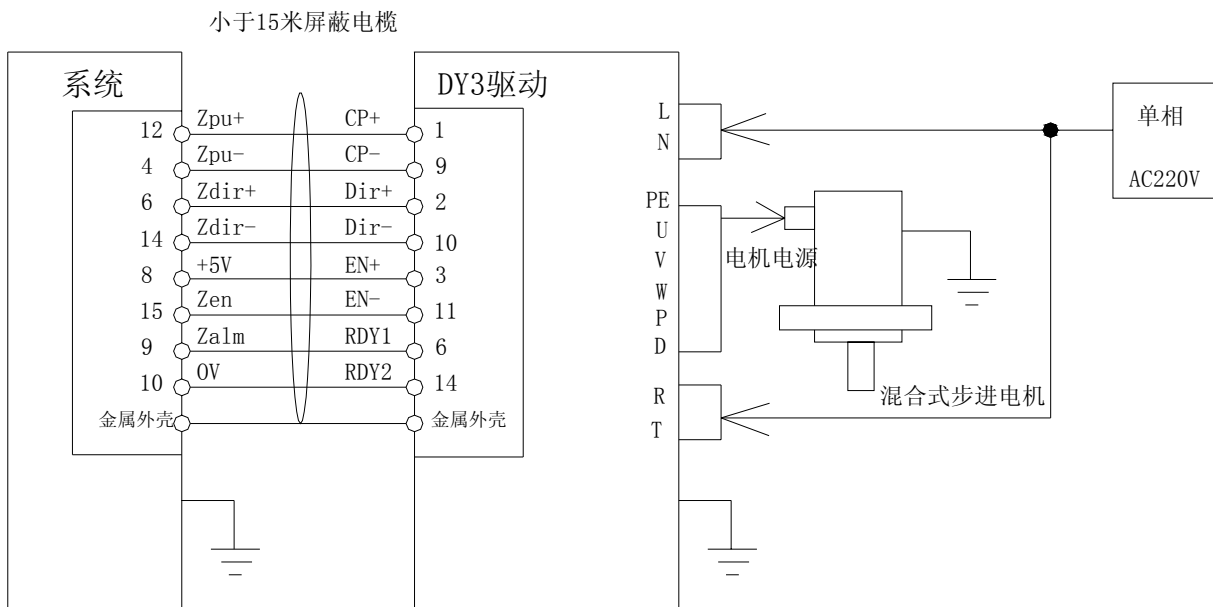 小于15米屏蔽电榄
系统
DY3驱动
12 Zpu+ CP+ 1
4 Zpu- CP- 9
6 Zdir+ Dir+ 2
14 Zdir- Dir- 10
8 +5V EN+ 3
15 Zen EN- 11
9 Zalm RDY1 6
10 0V RDY2 14
金属外壳 金属外壳
L
N
PE
U
V
W
P
D
R
T
电机电源
混合式步进电机
单相
AC220V